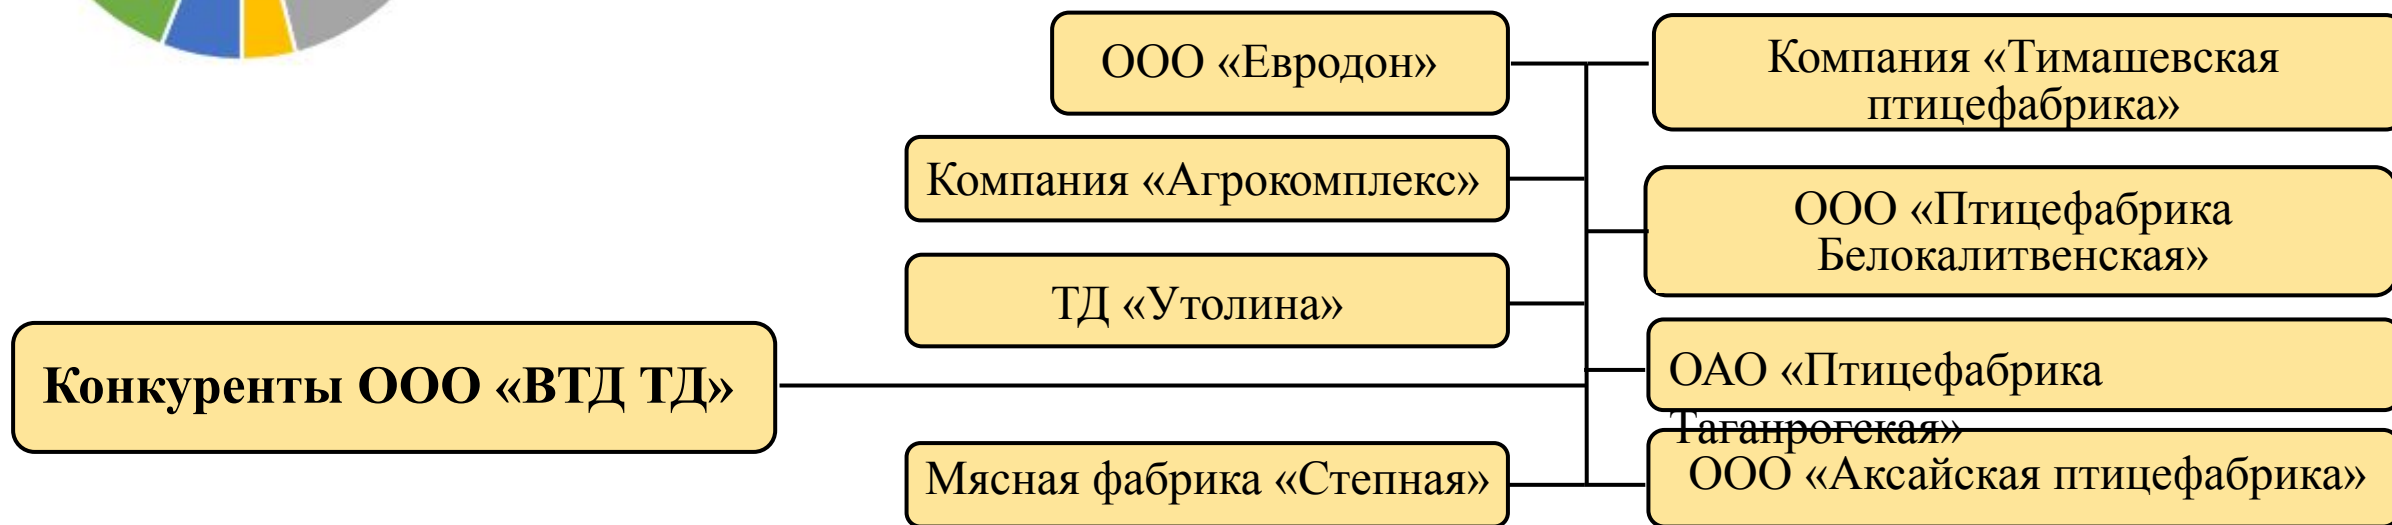 ООО «Евродон»
Компания «Тимашевская
птицефабрика»
Компания «Агрокомплекс»
ООО «Птицефабрика
Белокалитвенская»
ТД «Утолина»
Конкуренты ООО «ВТД ТД»
ОАО «Птицефабрика
Таганрогская»
Мясная фабрика «Степная»
ООО «Аксайская птицефабрика»